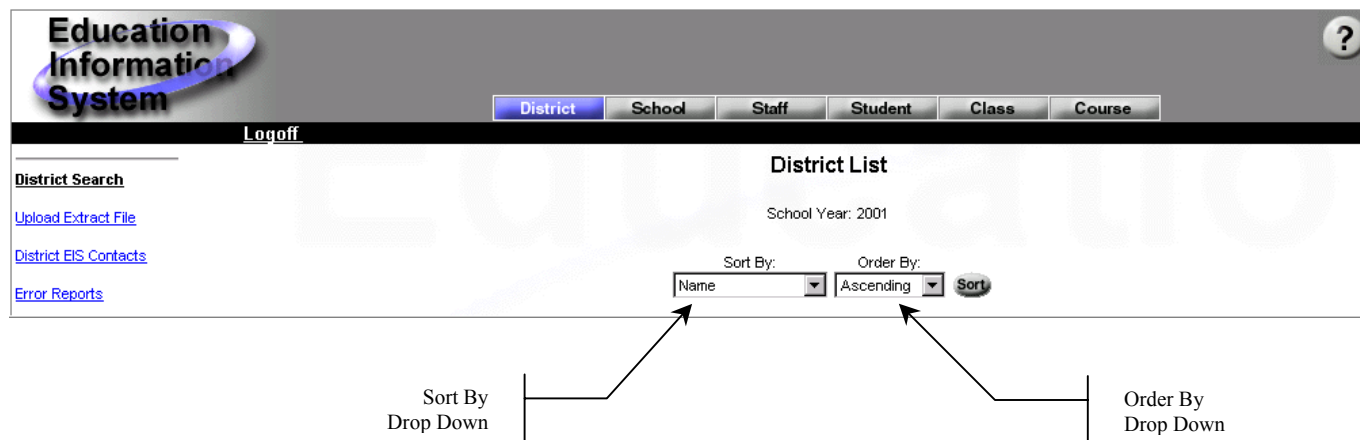 Education
Information
System
?
District School Staff Student Class Course
Logoff
District Search
Upload Extract File
District EIS Contacts
Error Reports
District List
School Year: 2001
Sort By: Order By:
Name Ascending Sort
Sort By
Drop Down
Order By
Drop Down
Educatio